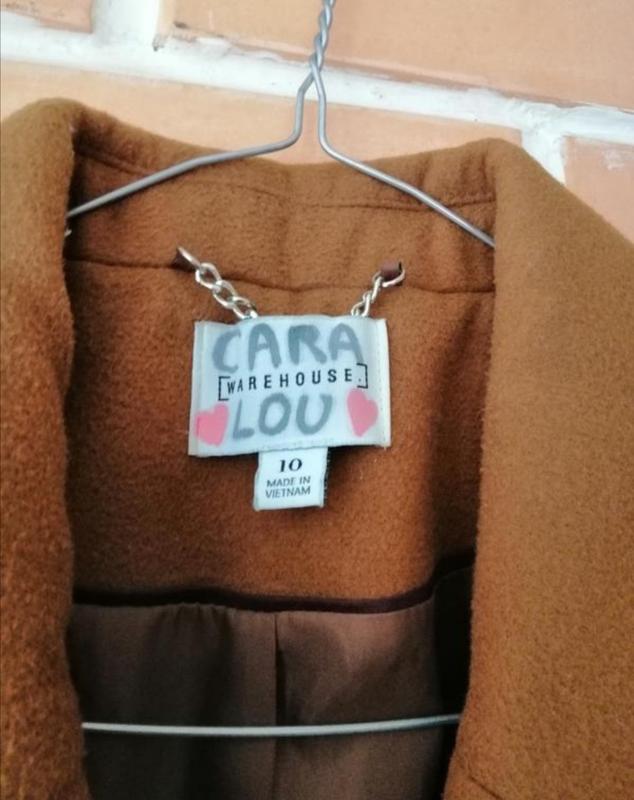 CARA
[WAREHOUSE.]
LOU
10
MADE IN
VIETNAM